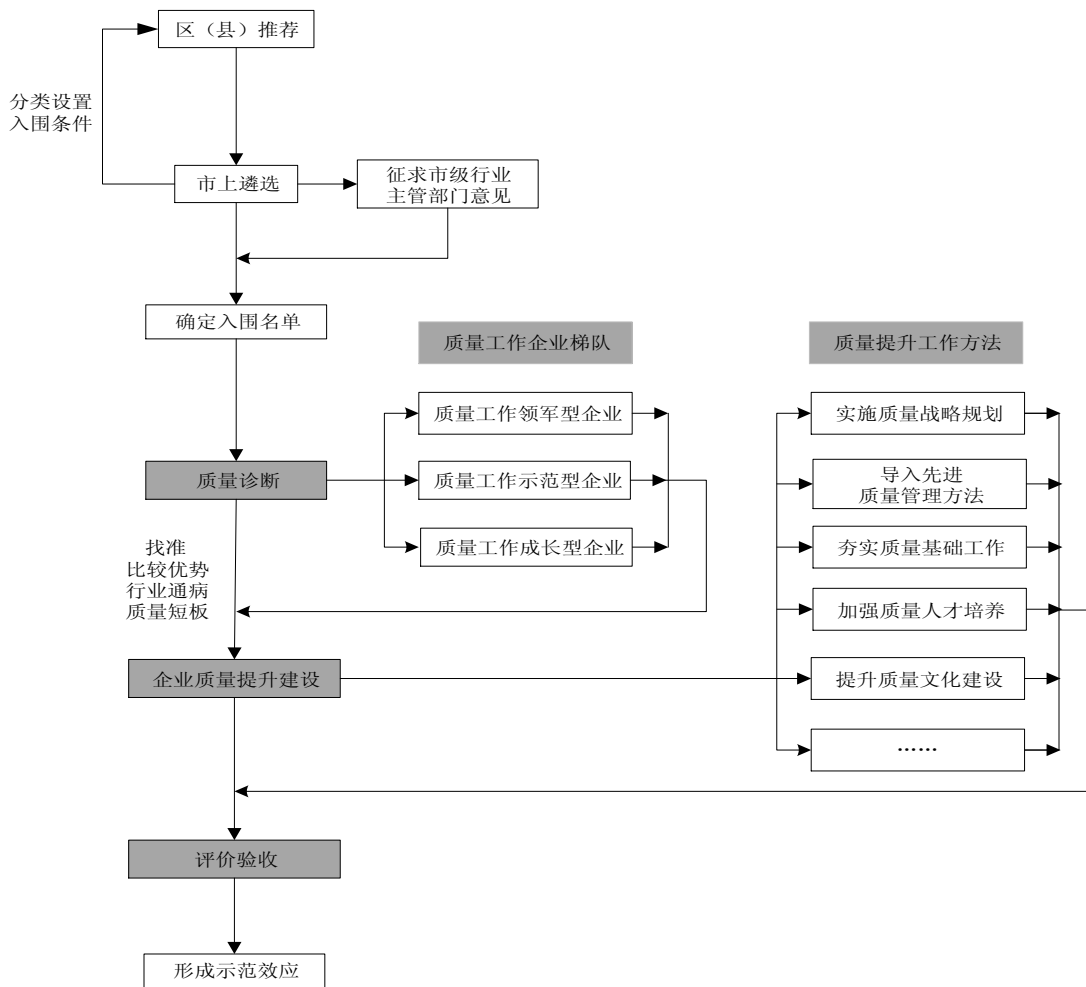 区（县）推荐
分类设置
入围条件
市上遴选
征求市级行业
主管部门意见
确定入围名单
质量工作企业梯队
质量提升工作方法
质量工作领军型企业
实施质量战略规划
质量诊断
质量工作示范型企业
导入先进
质量管理方法
找准
比较优势
行业通病
质量短板
质量工作成长型企业
夯实质量基础工作
加强质量人才培养
企业质量提升建设
提升质量文化建设
……
评价验收
形成示范效应